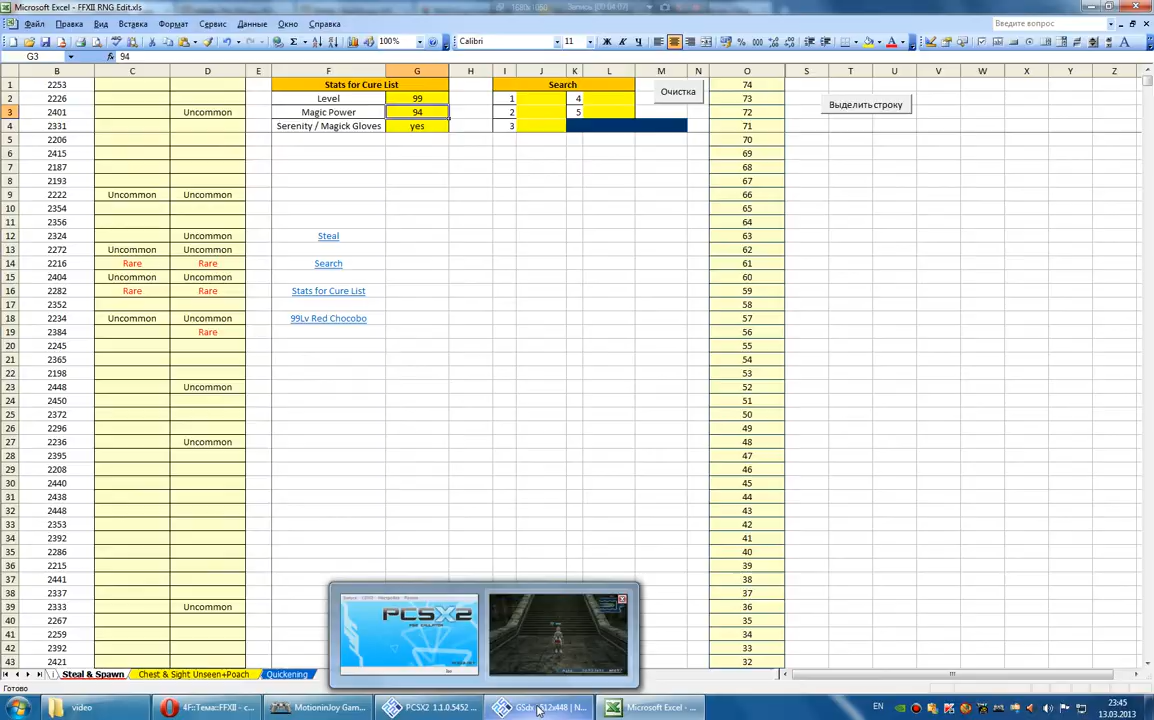 Microsoft Excel - FFXII RNG Edit.xls
Файл Правка Вид Вставка Формат Сервис Данные Окно Справка Введите вопрос
100% Calibri 11 Ж К Ч
G3 fx 94
B C D E F G H I J K L M N O S T U V W X Y Z
1 2253 Stats for Cure List Search 74
2 2226 Level 99 1 4 Очистка 73
3 2401 Uncommon Magic Power 94 2 5 72 Выделить строку
4 2331 Serenity / Magick Gloves yes 3 71
5 2206 70
6 2415 69
7 2187 68
8 2193 67
9 2222 Uncommon Uncommon 66
10 2354 65
11 2356 64
12 2324 Uncommon Steal 63
13 2272 Uncommon Uncommon 62
14 2216 Rare Rare Search 61
15 2404 Uncommon Uncommon 60
16 2282 Rare Rare Stats for Cure List 59
17 2352 58
18 2234 Uncommon Uncommon 99Lv Red Chocobo 57
19 2384 Rare 56
20 2245 55
21 2365 54
22 2198 53
23 2448 Uncommon 52
24 2450 51
25 2372 50
26 2296 49
27 2236 Uncommon 48
28 2395 47
29 2208 46
30 2440 45
31 2438 44
32 2448 43
33 2353 42
34 2392 41
35 2286 40
36 2215 39
37 2441 38
38 2337 37
39 2333 Uncommon 36
40 2267 35
41 2259 34
42 2392 33
43 2421 32
PCSX2
Steal & Spawn Chest & Sight Unseen+Poach Quickening
Готово
video 4F::Тема::FFXII - с... MotioninJoy Gam... PCSX2 1.1.0.5452 ... GSdx 512x448 | N... Microsoft Excel - ... EN 23:45
13.03.2013